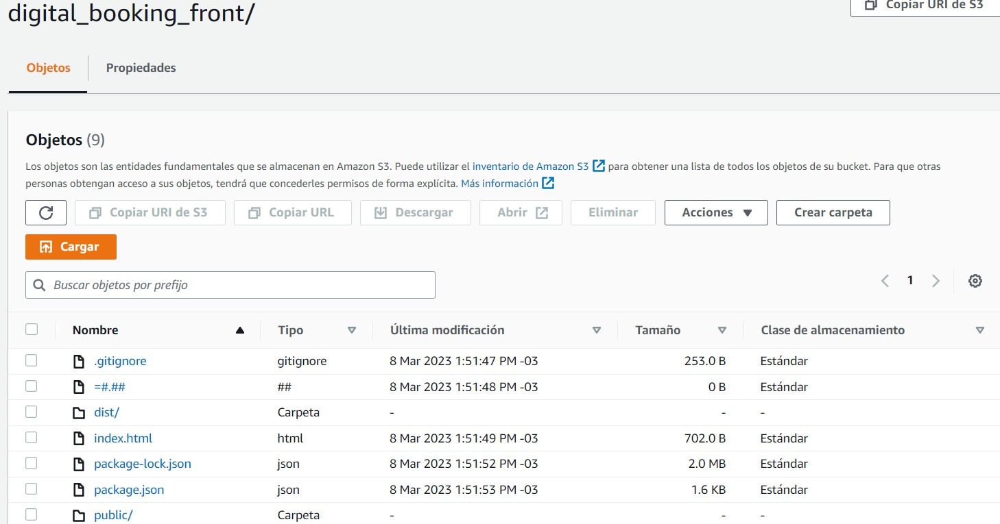 digital_booking_front/
Copiar URI de S3
Objetos
Propiedades
Objetos (9)
Los objetos son las entidades fundamentales que se almacenan en Amazon S3. Puede utilizar el inventario de Amazon S3 para obtener una lista de todos los objetos de su bucket. Para que otras
personas obtengan acceso a sus objetos, tendrá que concederles permisos de forma explícita. Más información
Copiar URI de S3 Copiar URL Descargar Abrir Eliminar Acciones Crear carpeta
Cargar
Buscar objetos por prefijo
1
Nombre Tipo Última modificación Tamaño Clase de almacenamiento
.gitignore gitignore 8 Mar 2023 1:51:47 PM -03 253.0 B Estándar
=#.## ## 8 Mar 2023 1:51:48 PM -03 0 B Estándar
dist/ Carpeta - - -
index.html html 8 Mar 2023 1:51:49 PM -03 702.0 B Estándar
package-lock.json json 8 Mar 2023 1:51:52 PM -03 2.0 MB Estándar
package.json json 8 Mar 2023 1:51:53 PM -03 1.6 KB Estándar
public/ Carpeta - - -